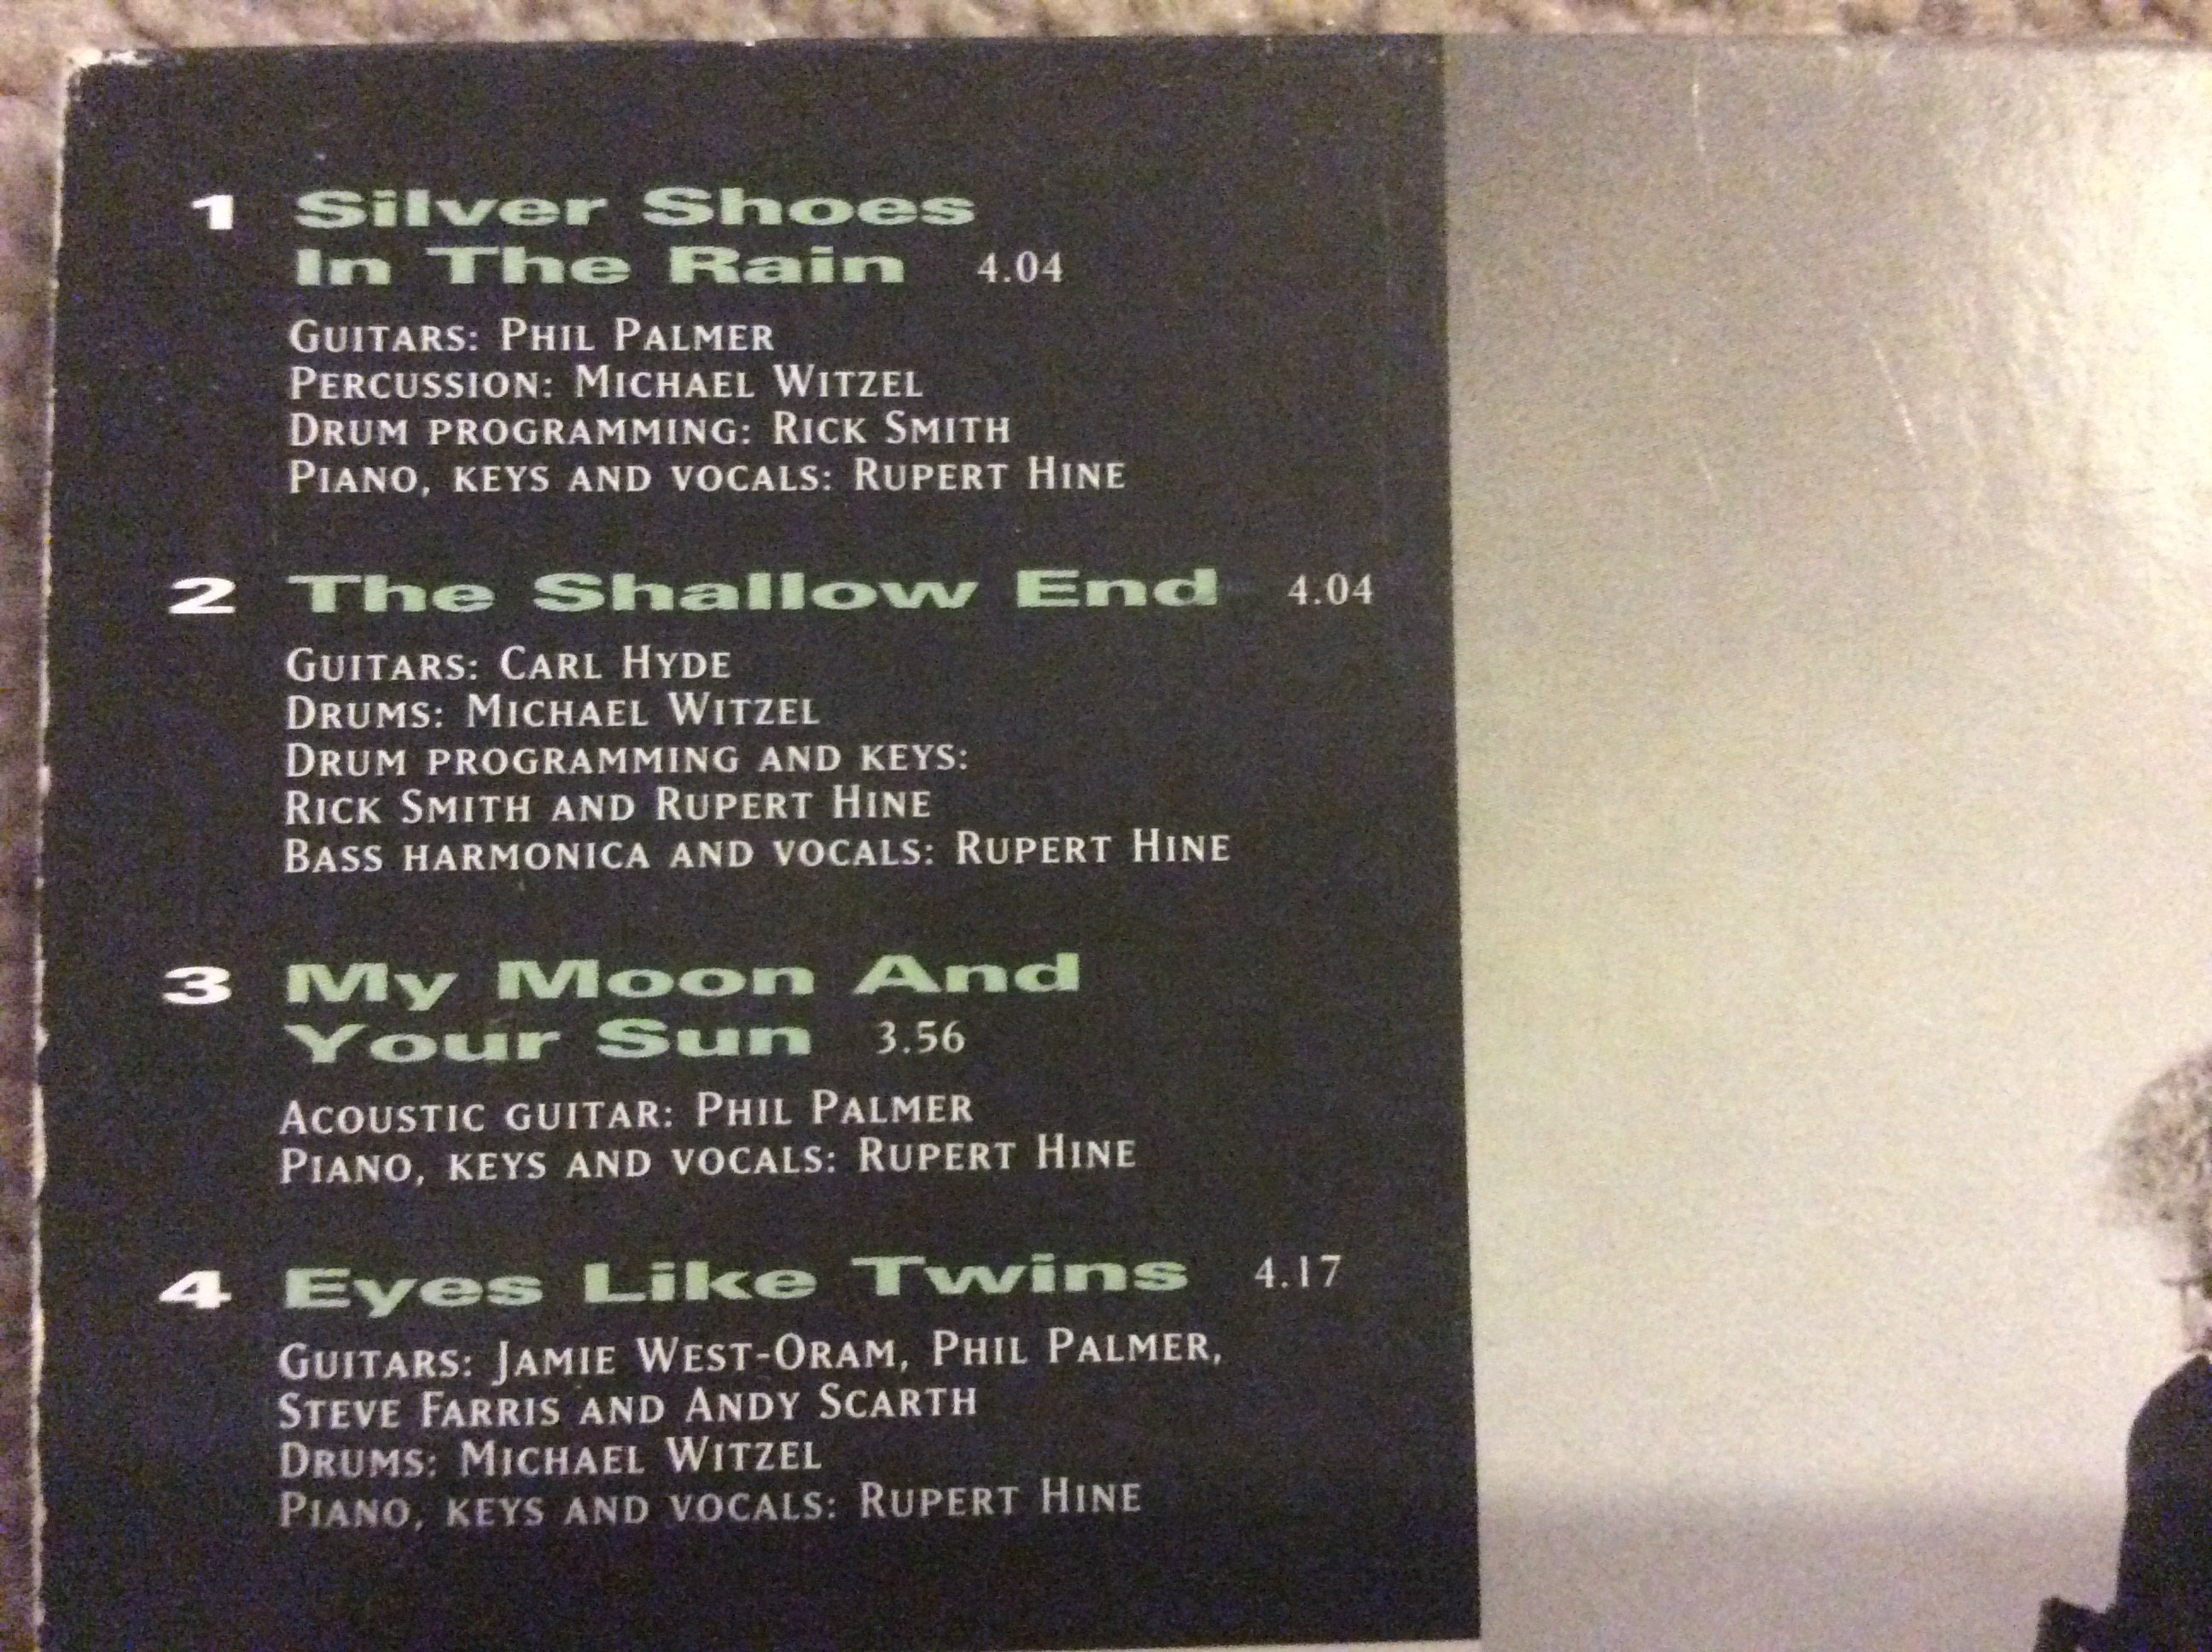 1 Silver Shoes
In The Rain 4.04
Guitars: Phil Palmer
Percussion: Michael Witzel
Drum programming: Rick Smith
Piano, keys and vocals: Rupert Hine
2 The Shallow End 4.04
Guitars: Carl Hyde
Drums: Michael Witzel
Drum programming and keys:
Rick Smith and Rupert Hine
Bass harmonica and vocals: Rupert Hine
3 My Moon And
Your Sun 3.56
Acoustic guitar: Phil Palmer
Piano, keys and vocals: Rupert Hine
4 Eyes Like Twins 4.17
Guitars: Jamie West-Oram, Phil Palmer,
Steve Farris and Andy Scarth
Drums: Michael Witzel
Piano, keys and vocals: Rupert Hine